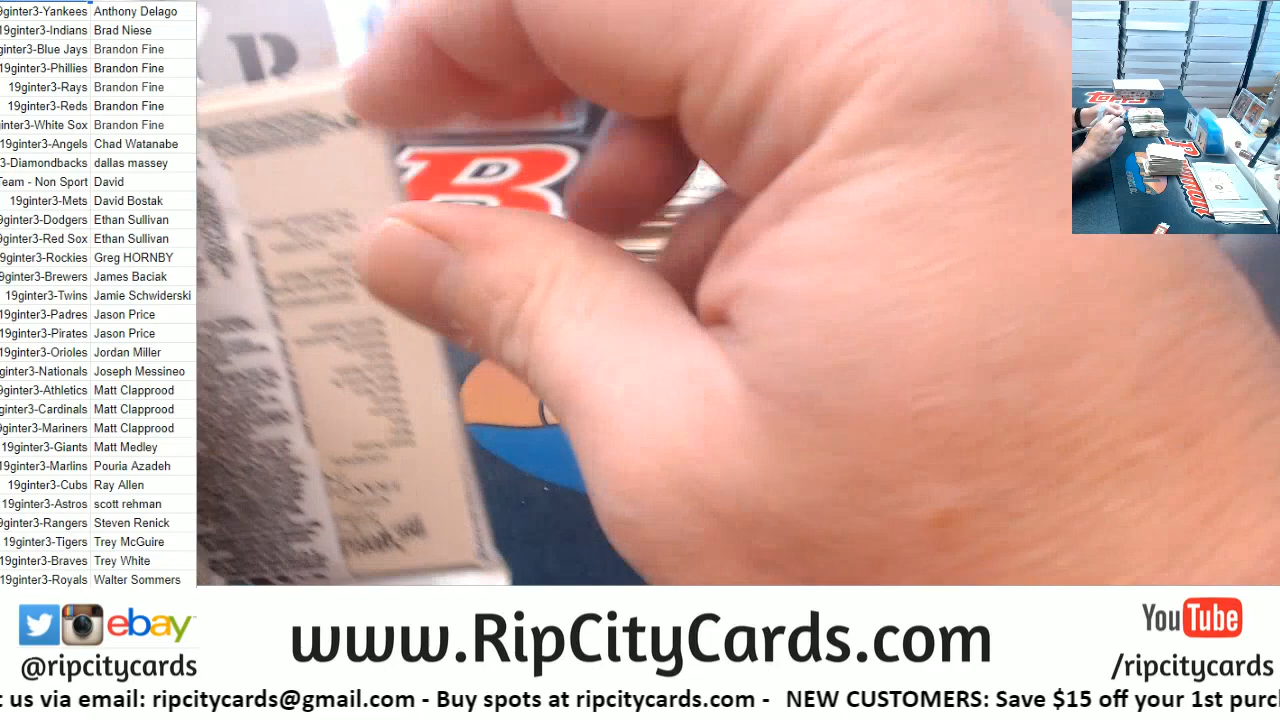 9ginter3-Yankees Anthony Delago
19ginter3-Indians Brad Niese
ginter3-Blue Jays Brandon Fine
19ginter3-Phillies Brandon Fine
19ginter3-Rays Brandon Fine
19ginter3-Reds Brandon Fine
inter3-White Sox Brandon Fine
19ginter3-Angels Chad Watanabe
3-Diamondbacks dallas massey
Team - Non Sport David
19ginter3-Mets David Bostak
9ginter3-Dodgers Ethan Sullivan
9ginter3-Red Sox Ethan Sullivan
9ginter3-Rockies Greg HORNBY
9ginter3-Brewers James Baciak
19ginter3-Twins Jamie Schwiderski
19ginter3-Padres Jason Price
19ginter3-Pirates Jason Price
19ginter3-Orioles Jordan Miller
ginter3-Nationals Joseph Messineo
9ginter3-Athletics Matt Clapprood
ginter3-Cardinals Matt Clapprood
ginter3-Mariners Matt Clapprood
19ginter3-Giants Matt Medley
19ginter3-Marlins Pouria Azadeh
19ginter3-Cubs Ray Allen
19ginter3-Astros scott rehman
9ginter3-Rangers Steven Renick
19ginter3-Tigers Trey McGuire
19ginter3-Braves Trey White
19ginter3-Royals Walter Sommers
R
B
topps
ebay
@ripcitycards
www.RipCityCards.com
YouTube
/ripcitycards
t us via email: ripcitycards@gmail.com - Buy spots at ripcitycards.com - NEW CUSTOMERS: Save $15 off your 1st purc